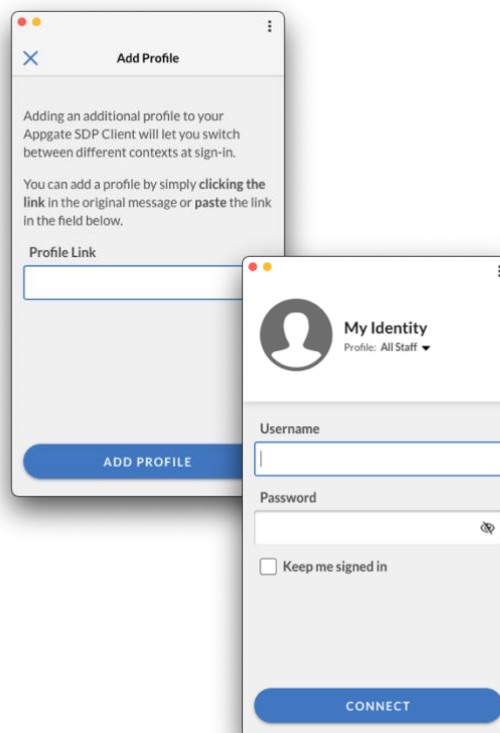 Add Profile
Adding an additional profile to your
Appgate SDP Client will let you switch
between different contexts at sign-in.
You can add a profile by simply clicking the
link in the original message or paste the link
in the field below.
Profile Link
ADD PROFILE
My Identity
Profile: All Staff
Username
Password
Keep me signed in
CONNECT